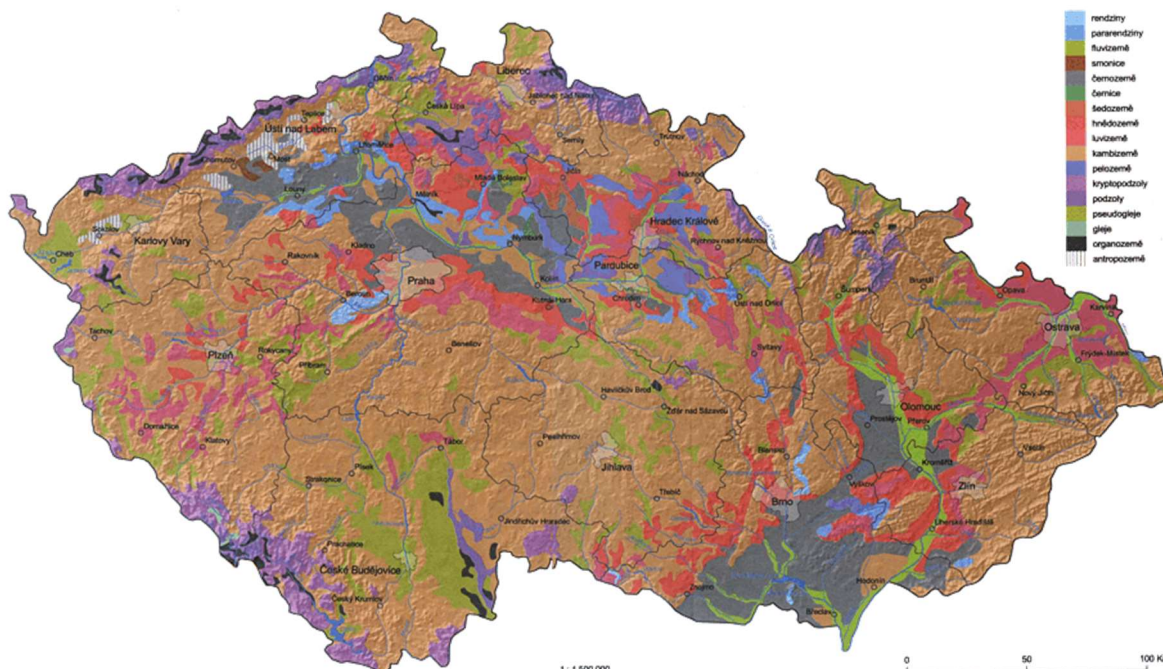 rendziny
pararendziny
fluvizemě
smonice
černozemě
černice
šedozemě
hnědozemě
luvizemě
kambizemě
pelozemě
kryptopodzoly
podzoly
pseudogleje
gleje
organozemě
antropozemě
Liberec
Děčín
Jablonec nad Nisou
Teplice
Česká Lípa
Ústí nad Labem
Semily
Trutnov
Litoměřice
Most
Chomutov
Jičín
Náchod
Mladá Boleslav
Louny
Mělník
Sokolov
Hradec Králové
Karlovy Vary
Nymburk
Rychnov nad Kněžnou
Jeseník
Cheb
Kladno
Rakovník
Pardubice
Praha
Kolín
Bruntál
Šumperk
Opava
Beroun
Kutná Hora
Chrudim
Ústí nad Orlicí
Karviná
Ostrava
Tachov
Benešov
Svitavy
Plzeň
Rokycany
Frýdek-Místek
Příbram
Nový Jičín
Havlíčkův Brod
Žďár nad Sázavou
Olomouc
Prostějov
Přerov
Domažlice
Klatovy
Tábor
Pelhřimov
Vsetín
Jihlava
Blansko
Kroměříž
Písek
Strakonice
Vyškov
Zlín
Třebíč
Brno
Jindřichův Hradec
Uherské Hradiště
Prachatice
České Budějovice
Hodonín
Znojmo
Český Krumlov
Břeclav
1 : 1 500 000
0 50 100 K